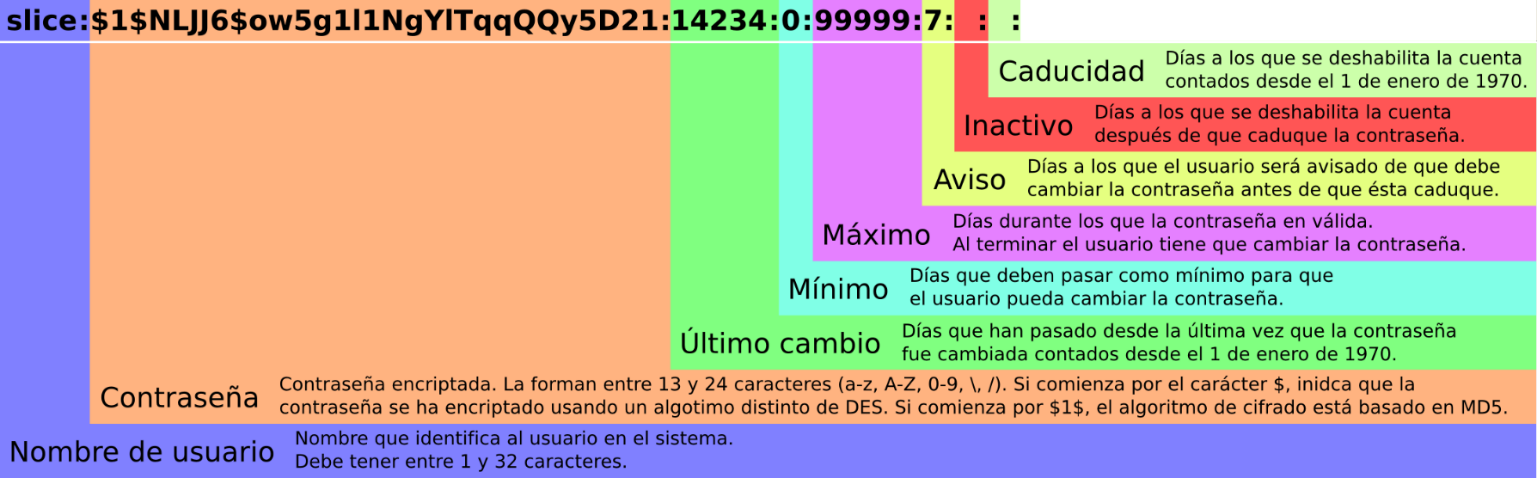 slice:$1$NLJJ6$ow5g1l1NgYlTqqQQy5D21:14234:0:99999:7: : :
Caducidad
Días a los que se deshabilita la cuenta
contados desde el 1 de enero de 1970.
Inactivo
Días a los que se deshabilita la cuenta
después de que caduque la contraseña.
Aviso
Días a los que el usuario será avisado de que debe
cambiar la contraseña antes de que ésta caduque.
Máximo
Días durante los que la contraseña en válida.
Al terminar el usuario tiene que cambiar la contraseña.
Mínimo
Días que deben pasar como mínimo para que
el usuario pueda cambiar la contraseña.
Último cambio
Días que han pasado desde la última vez que la contraseña
fue cambiada contados desde el 1 de enero de 1970.
Contraseña
Contraseña encriptada. La forman entre 13 y 24 caracteres (a-z, A-Z, 0-9, \, /). Si comienza por el carácter $, inidca que la
contraseña se ha encriptado usando un algotimo distinto de DES. Si comienza por $1$, el algoritmo de cifrado está basado en MD5.
Nombre de usuario
Nombre que identifica al usuario en el sistema.
Debe tener entre 1 y 32 caracteres.